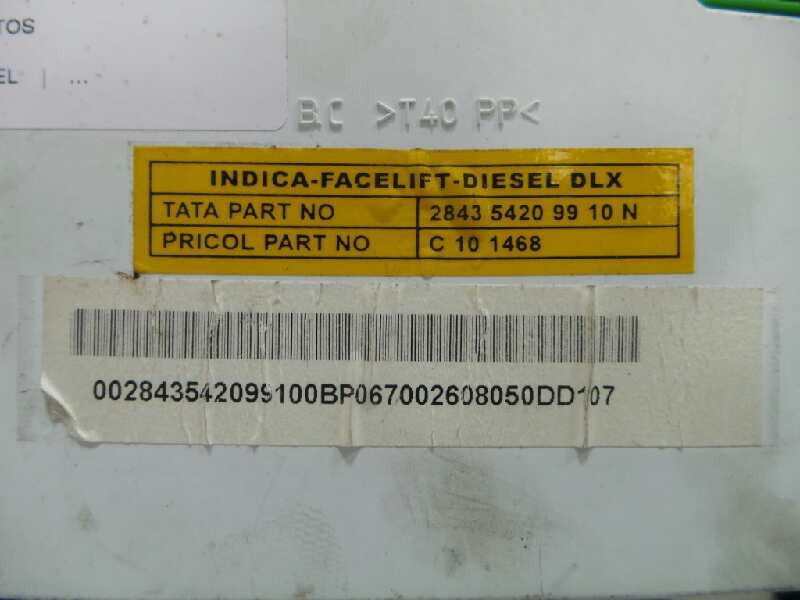 TOS
EL | ...
B.C >T40 PP<
INDICA-FACELIFT-DIESEL DLX
TATA PART NO 2843 5420 99 10 N
PRICOL PART NO C 10 1468
002843542099100BP067002608050DD107